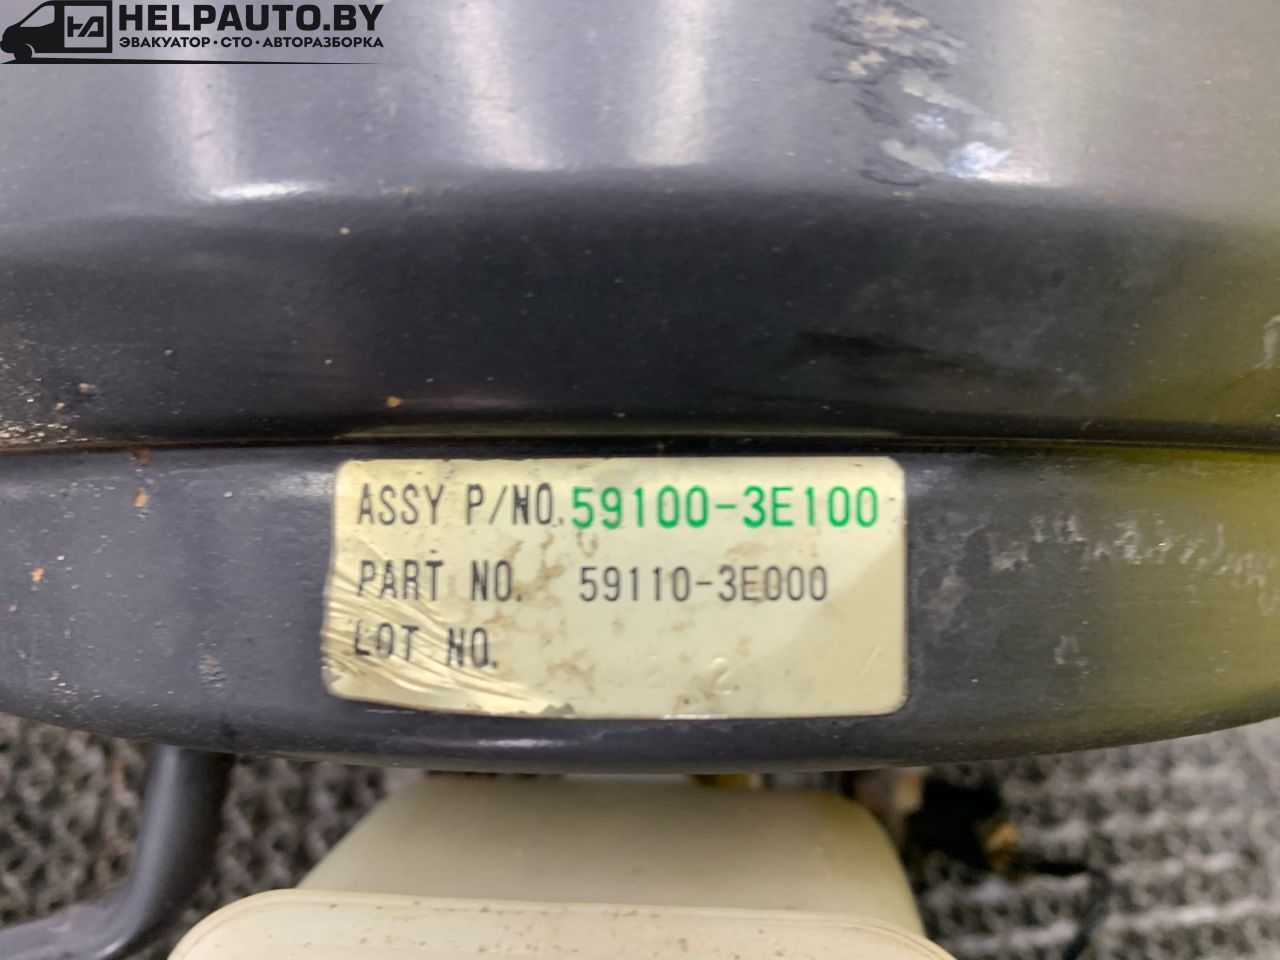 HELPAUTO.BY
ЭВАКУАТОР · СТО · АВТОРАЗБОРКА
ASSY P/NO. 59100-3E100
PART NO. 59110-3E000
LOT NO.